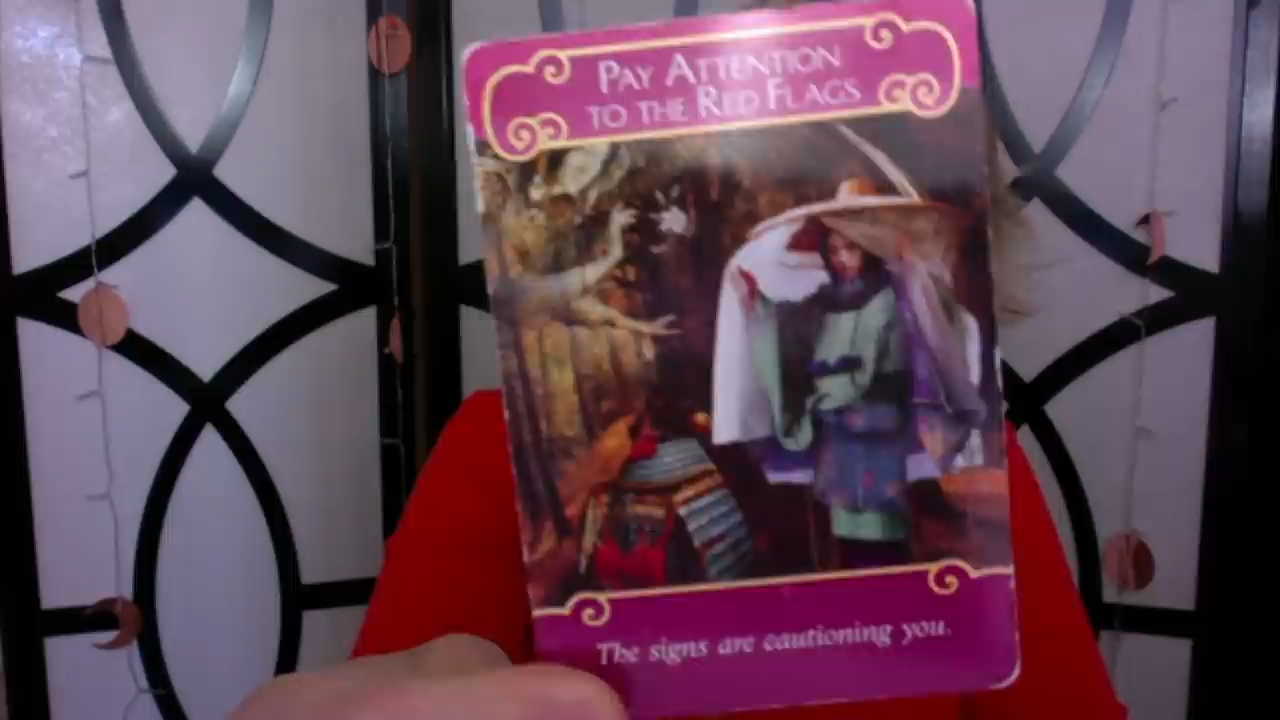 PAY ATTENTION
TO THE RED FLAGS
The signs are cautioning you.